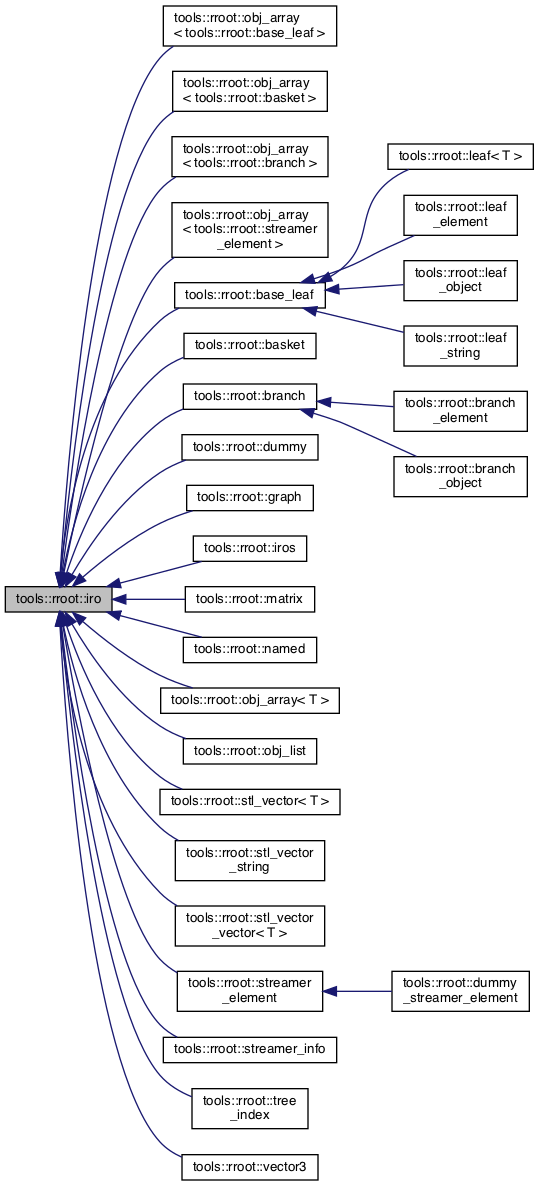 tools::rroot::obj_array
< tools::rroot::base_leaf >
tools::rroot::obj_array
< tools::rroot::basket >
tools::rroot::obj_array
< tools::rroot::branch >
tools::rroot::leaf< T >
tools::rroot::obj_array
< tools::rroot::streamer
_element >
tools::rroot::leaf
_element
tools::rroot::leaf
_object
tools::rroot::base_leaf
tools::rroot::leaf
_string
tools::rroot::basket
tools::rroot::branch
tools::rroot::branch
_element
tools::rroot::dummy
tools::rroot::branch
_object
tools::rroot::graph
tools::rroot::iros
tools::rroot::iro
tools::rroot::matrix
tools::rroot::named
tools::rroot::obj_array< T >
tools::rroot::obj_list
tools::rroot::stl_vector< T >
tools::rroot::stl_vector
_string
tools::rroot::stl_vector
_vector< T >
tools::rroot::streamer
_element
tools::rroot::dummy
_streamer_element
tools::rroot::streamer_info
tools::rroot::tree
_index
tools::rroot::vector3